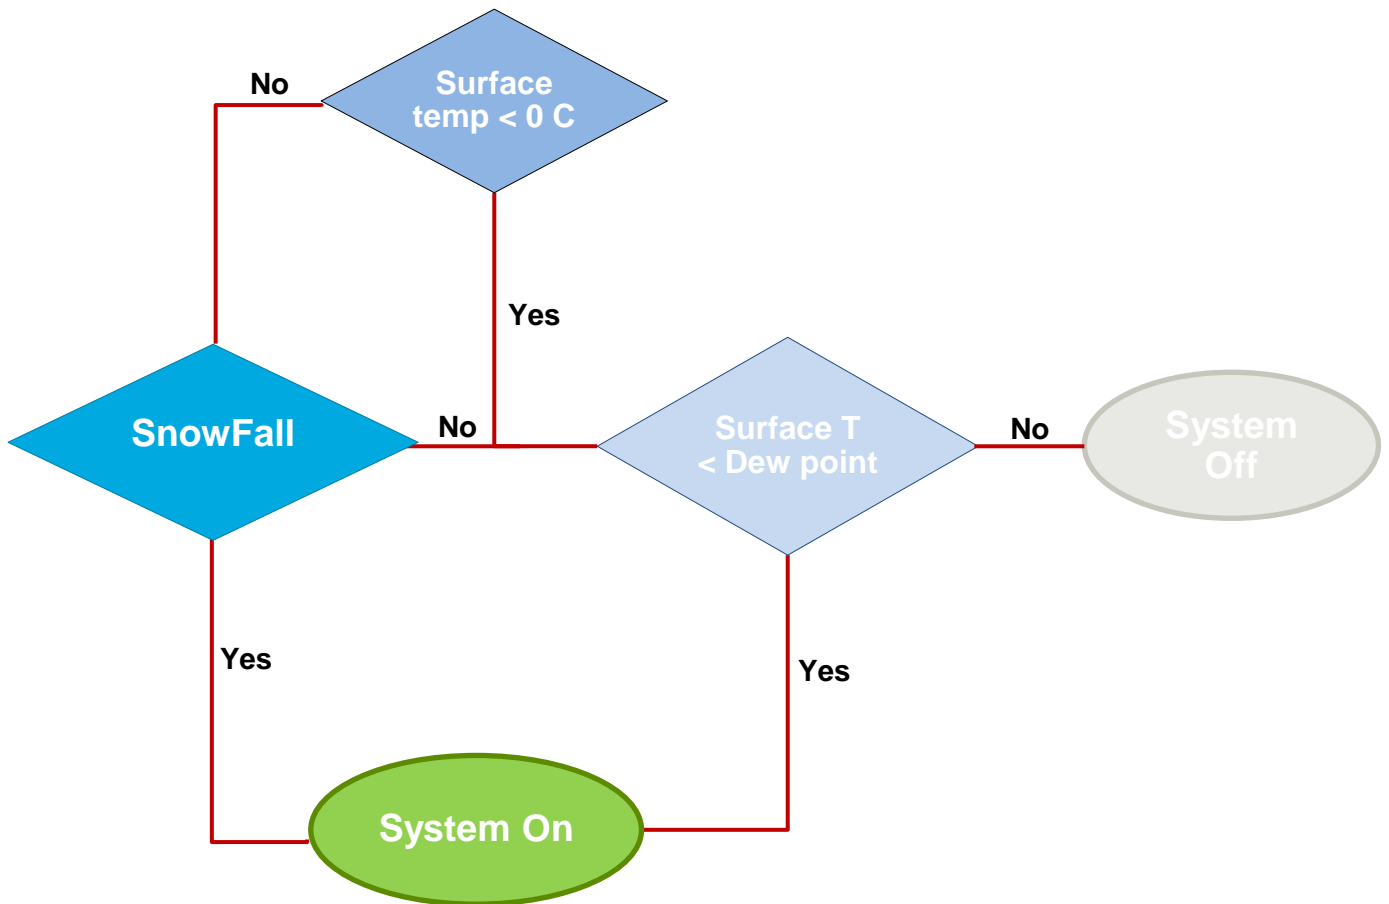 No
Surface
temp < 0 C
Yes
SnowFall
No
Surface T
< Dew point
No
System
Off
Yes
Yes
System On